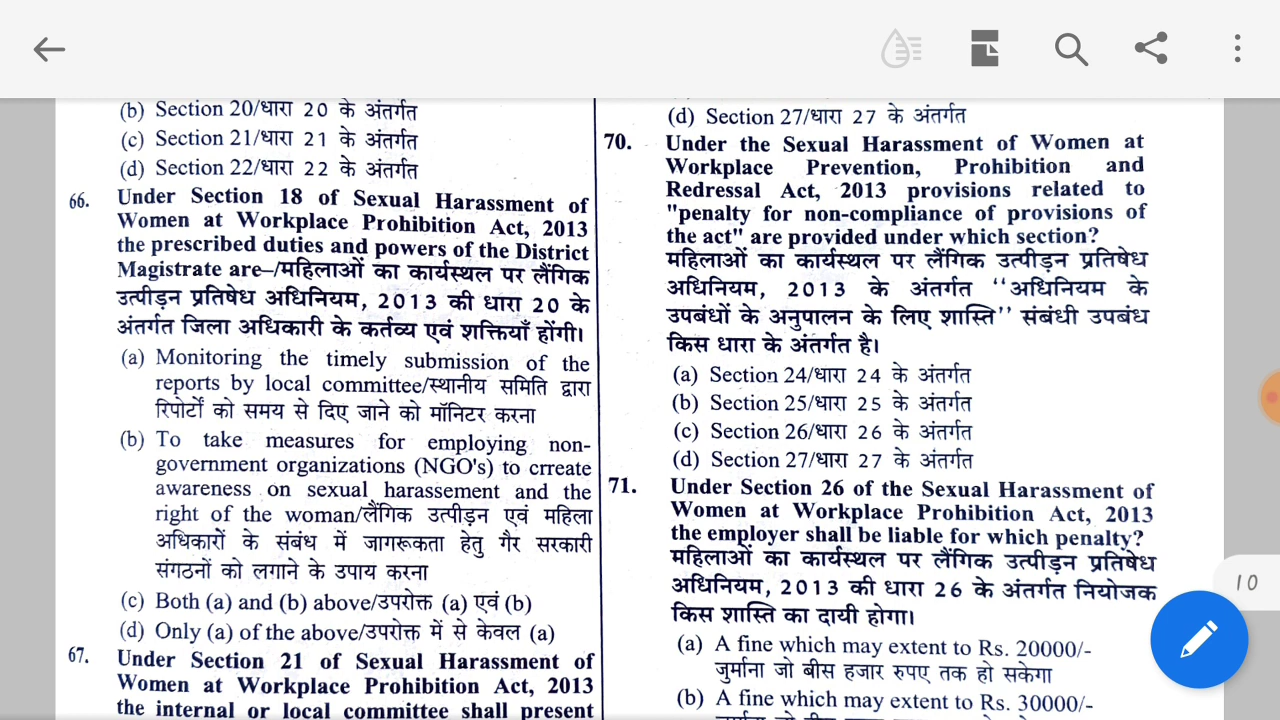 (b) Section 20/धारा 20 के अंतर्गत
(c) Section 21/धारा 21 के अंतर्गत
(d) Section 22/धारा 22 के अंतर्गत
66. Under Section 18 of Sexual Harassment of
Women at Workplace Prohibition Act, 2013
the prescribed duties and powers of the District
Magistrate are–/महिलाओं का कार्यस्थल पर लैंगिक
उत्पीड़न प्रतिषेध अधिनियम, 2013 की धारा 20 के
अंतर्गत जिला अधिकारी के कर्तव्य एवं शक्तियाँ होंगी।
(a) Monitoring the timely submission of the
reports by local committee/स्थानीय समिति द्वारा
रिपोर्टों को समय से दिए जाने को मॉनिटर करना
(b) To take measures for employing non-
government organizations (NGO's) to crreate
awareness on sexual harassement and the
right of the woman/लैंगिक उत्पीड़न एवं महिला
अधिकारों के संबंध में जागरूकता हेतु गैर सरकारी
संगठनों को लगाने के उपाय करना
(c) Both (a) and (b) above/उपरोक्त (a) एवं (b)
(d) Only (a) of the above/उपरोक्त में से केवल (a)
67. Under Section 21 of Sexual Harassment of
Women at Workplace Prohibition Act, 2013
the internal or local committee shall present
(d) Section 27/धारा 27 के अंतर्गत
70. Under the Sexual Harassment of Women at
Workplace Prevention, Prohibition and
Redressal Act, 2013 provisions related to
"penalty for non-compliance of provisions of
the act" are provided under which section?
महिलाओं का कार्यस्थल पर लैंगिक उत्पीड़न प्रतिषेध
अधिनियम, 2013 के अंतर्गत ‘‘अधिनियम के
उपबंधों के अनुपालन के लिए शास्ति’’ संबंधी उपबंध
किस धारा के अंतर्गत है।
(a) Section 24/धारा 24 के अंतर्गत
(b) Section 25/धारा 25 के अंतर्गत
(c) Section 26/धारा 26 के अंतर्गत
(d) Section 27/धारा 27 के अंतर्गत
71. Under Section 26 of the Sexual Harassment of
Women at Workplace Prohibition Act, 2013
the employer shall be liable for which penalty?
महिलाओं का कार्यस्थल पर लैंगिक उत्पीड़न प्रतिषेध
अधिनियम, 2013 की धारा 26 के अंतर्गत नियोजक
किस शास्ति का दायी होगा।
(a) A fine which may extent to Rs. 20000/-
जुर्माना जो बीस हजार रुपए तक हो सकेगा
(b) A fine which may extent to Rs. 30000/-
10